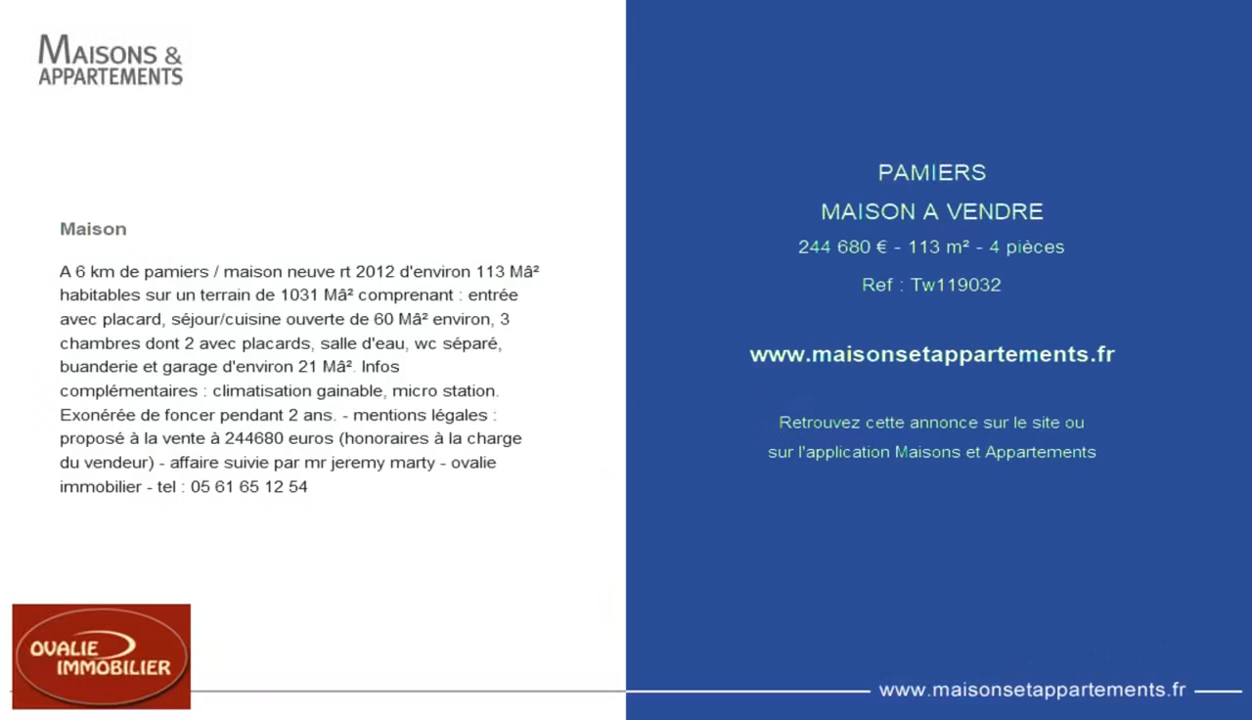 MAISONS &
APPARTEMENTS
Maison
A 6 km de pamiers / maison neuve rt 2012 d'environ 113 Mâ²
habitables sur un terrain de 1031 Mâ² comprenant : entrée
avec placard, séjour/cuisine ouverte de 60 Mâ² environ, 3
chambres dont 2 avec placards, salle d'eau, wc séparé,
buanderie et garage d'environ 21 Mâ². Infos
complémentaires : climatisation gainable, micro station.
Exonérée de foncer pendant 2 ans. - mentions légales :
proposé à la vente à 244680 euros (honoraires à la charge
du vendeur) - affaire suivie par mr jeremy marty - ovalie
immobilier - tel : 05 61 65 12 54
OVALIE
IMMOBILIER
PAMIERS
MAISON A VENDRE
244 680 € - 113 m² - 4 pièces
Ref : Tw119032
www.maisonsetappartements.fr
Retrouvez cette annonce sur le site ou
sur l'application Maisons et Appartements
www.maisonsetappartements.fr